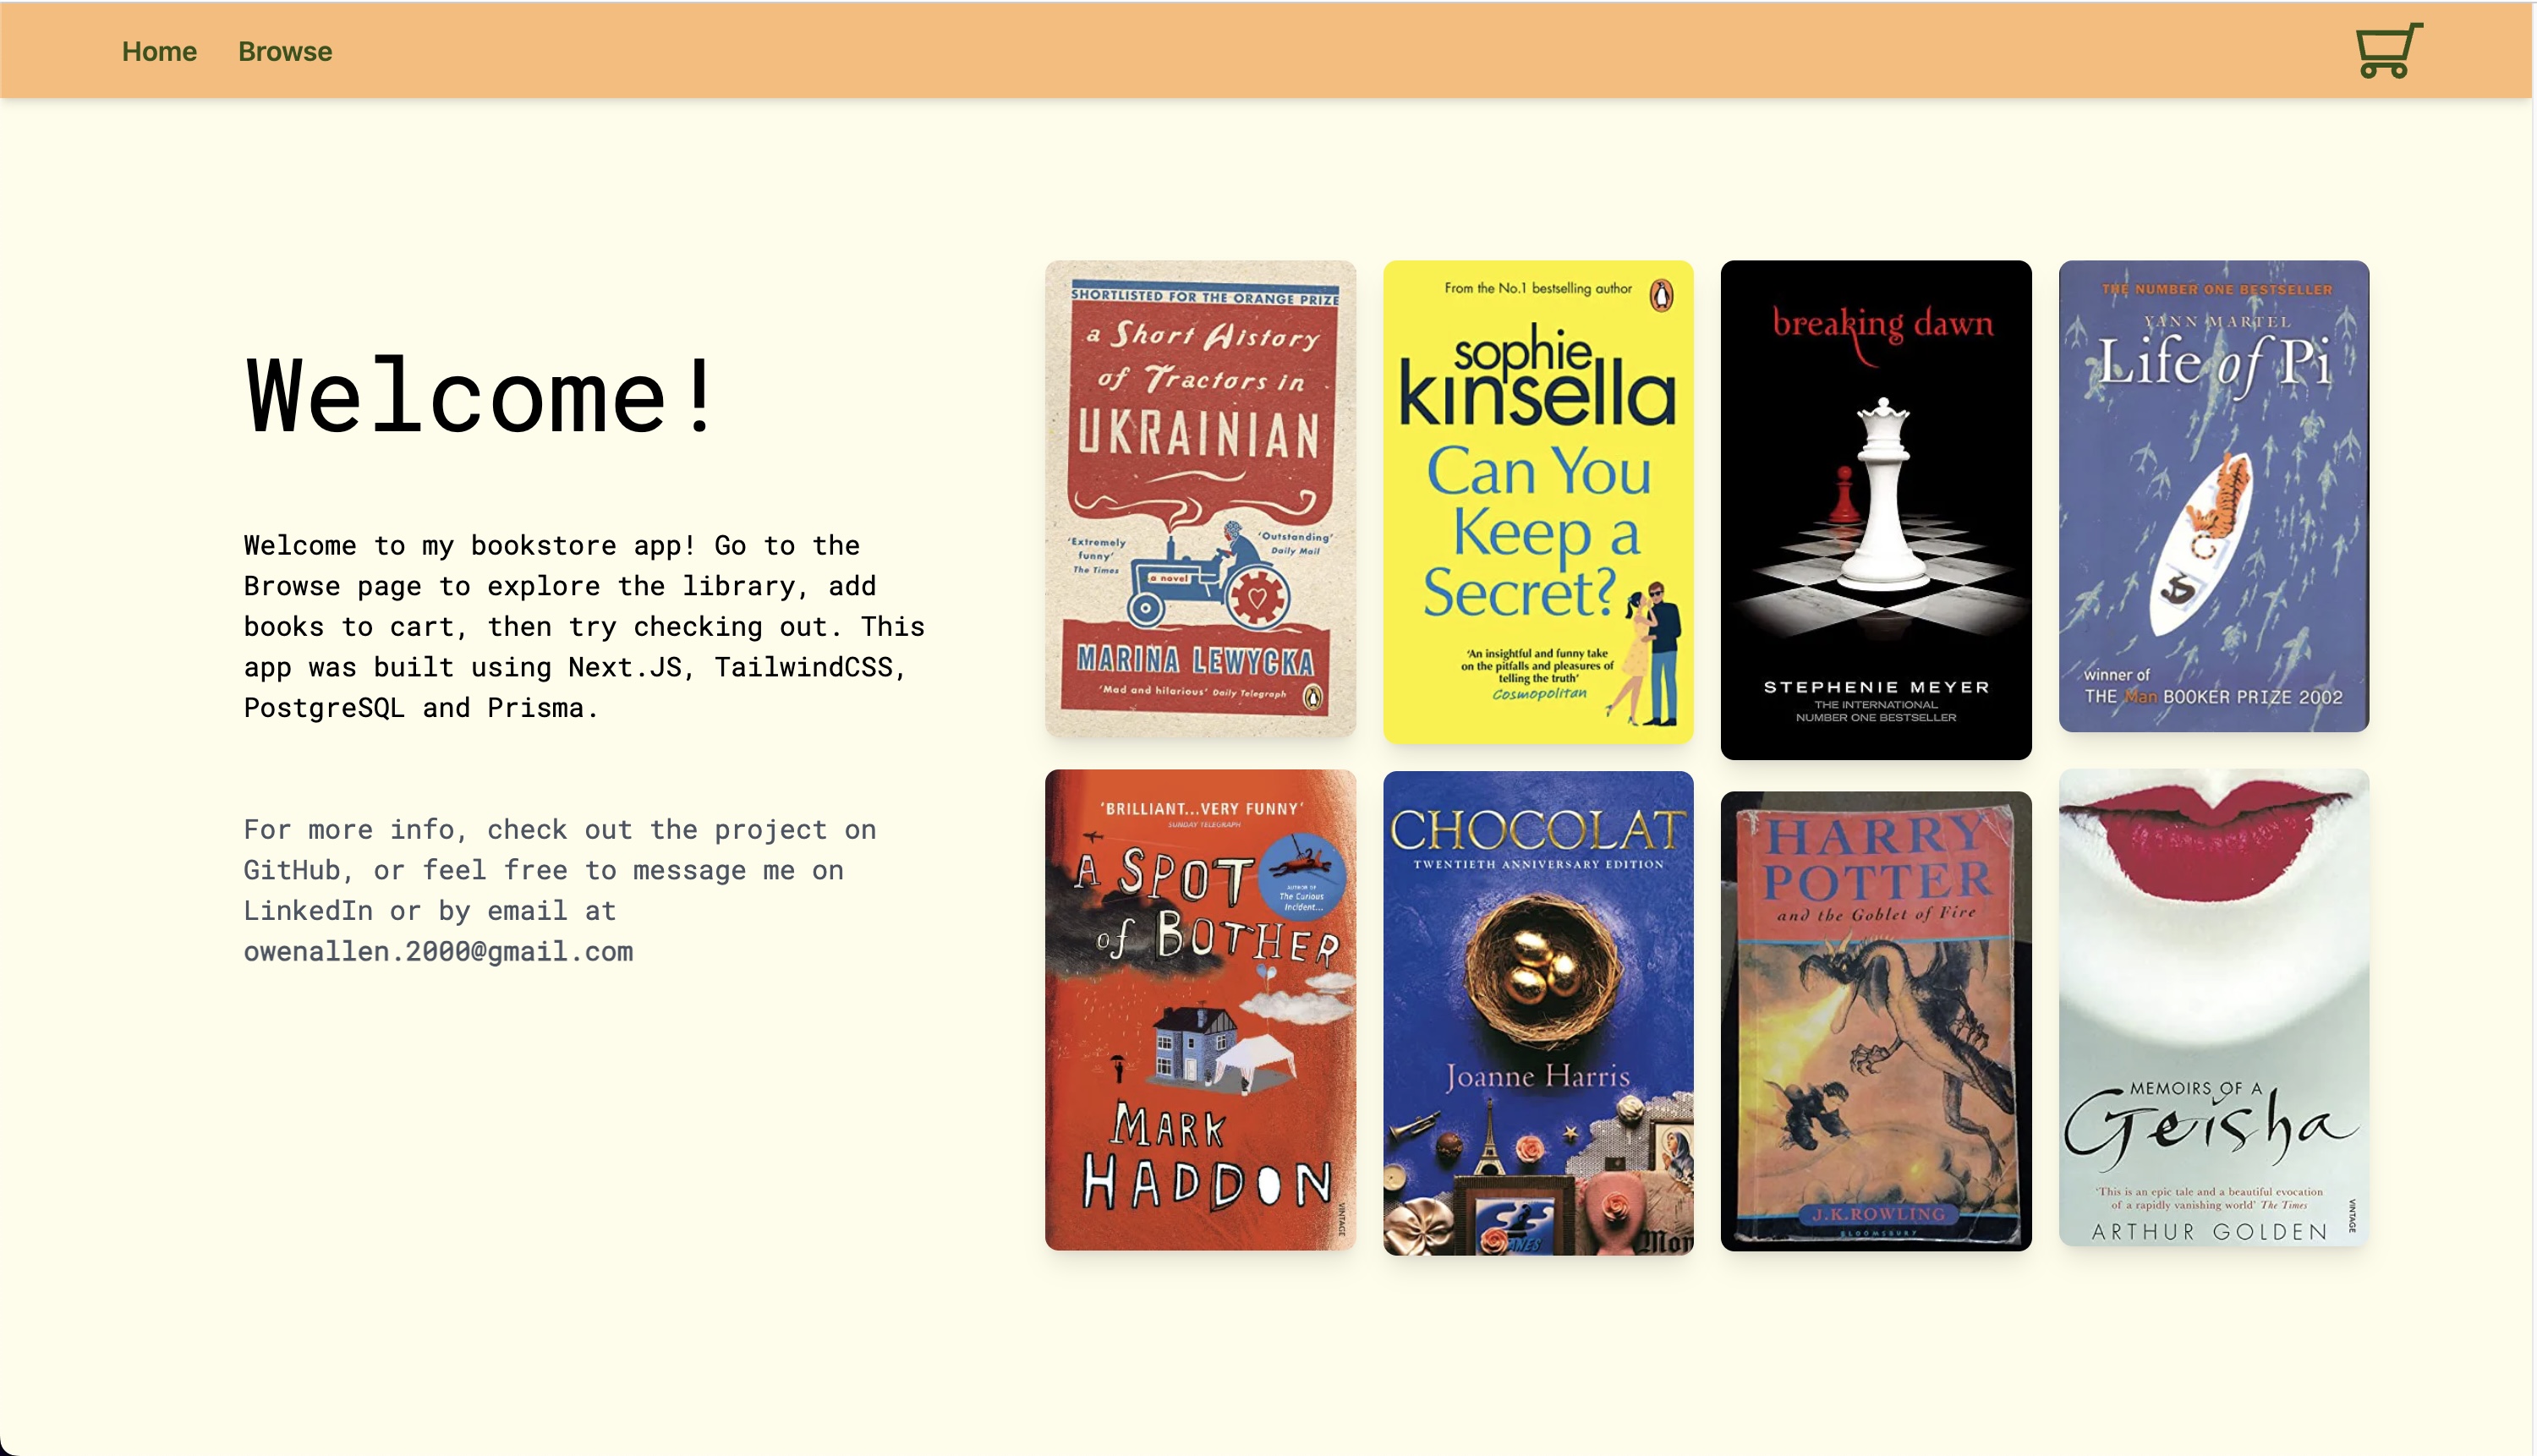 Home Browse
Welcome!
Welcome to my bookstore app! Go to the
Browse page to explore the library, add
books to cart, then try checking out. This
app was built using Next.JS, TailwindCSS,
PostgreSQL and Prisma.
For more info, check out the project on
GitHub, or feel free to message me on
LinkedIn or by email at
owenallen.2000@gmail.com
SHORTLISTED FOR THE ORANGE PRIZE
a Short History
of Tractors in
UKRAINIAN
'Extremely
funny'
The Times
'Outstanding'
Daily Mail
a novel
MARINA LEWYCKA
'Mad and hilarious' Daily Telegraph
From the No.1 bestselling author
sophie
kinsella
Can You
Keep a
Secret?
'An insightful and funny take
on the pitfalls and pleasures of
telling the truth'
Cosmopolitan
breaking dawn
STEPHENIE MEYER
THE INTERNATIONAL
NUMBER ONE BESTSELLER
THE NUMBER ONE BESTSELLER
YANN MARTEL
Life of Pi
winner of
THE Man BOOKER PRIZE 2002
'BRILLIANT...VERY FUNNY'
SUNDAY TELEGRAPH
A SPOT
of BOTHER
AUTHOR OF
The Curious
Incident...
MARK
HADDON
VINTAGE
CHOCOLAT
TWENTIETH ANNIVERSARY EDITION
Joanne Harris
HARRY
POTTER
and the Goblet of Fire
J.K.ROWLING
BLOOMSBURY
MEMOIRS OF A
Geisha
'This is an epic tale and a beautiful evocation
of a rapidly vanishing world' The Times
ARTHUR GOLDEN
VINTAGE